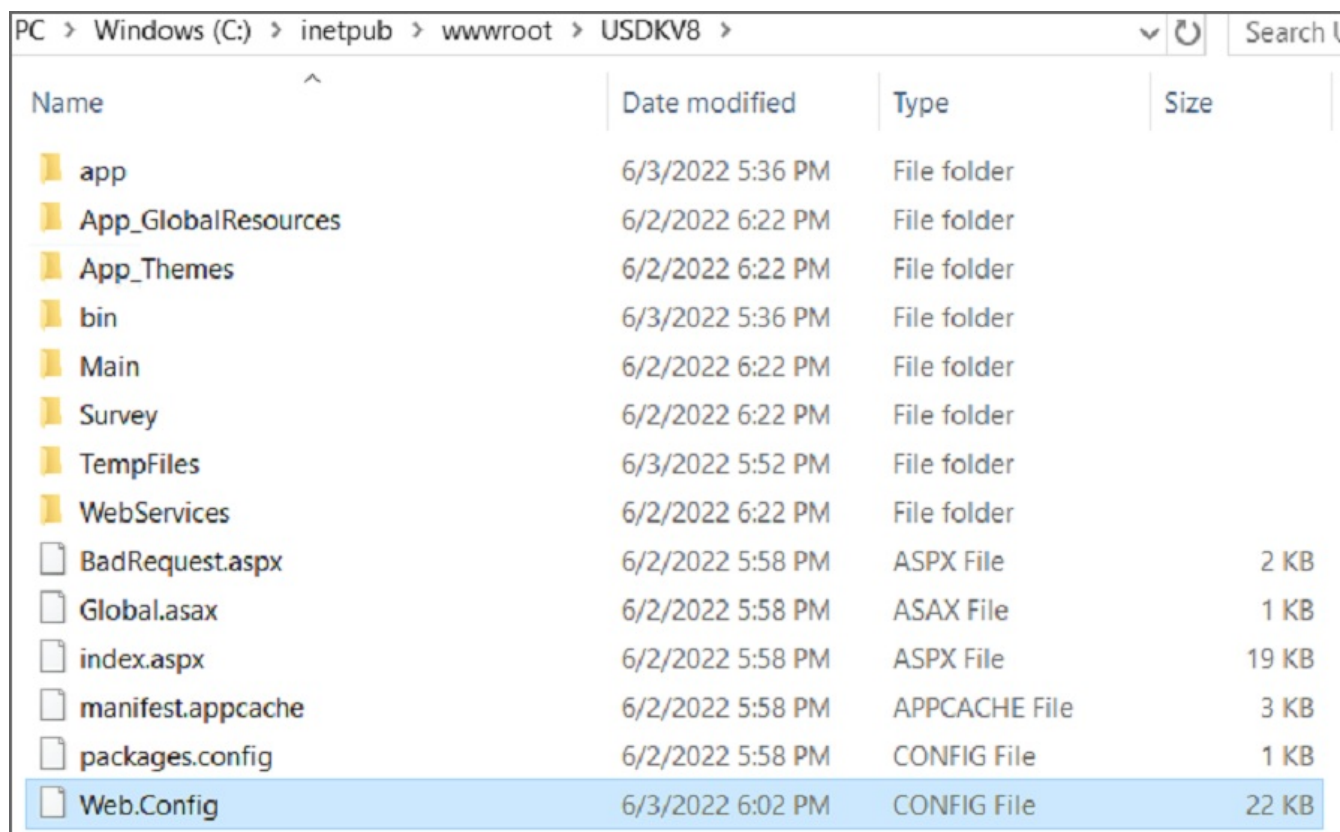 PC > Windows (C:) > inetpub > wwwroot > USDKV8 > Search
Name Date modified Type Size
app 6/3/2022 5:36 PM File folder
App_GlobalResources 6/2/2022 6:22 PM File folder
App_Themes 6/2/2022 6:22 PM File folder
bin 6/3/2022 5:36 PM File folder
Main 6/2/2022 6:22 PM File folder
Survey 6/2/2022 6:22 PM File folder
TempFiles 6/3/2022 5:52 PM File folder
WebServices 6/2/2022 6:22 PM File folder
BadRequest.aspx 6/2/2022 5:58 PM ASPX File 2 KB
Global.asax 6/2/2022 5:58 PM ASAX File 1 KB
index.aspx 6/2/2022 5:58 PM ASPX File 19 KB
manifest.appcache 6/2/2022 5:58 PM APPCACHE File 3 KB
packages.config 6/2/2022 5:58 PM CONFIG File 1 KB
Web.Config 6/3/2022 6:02 PM CONFIG File 22 KB